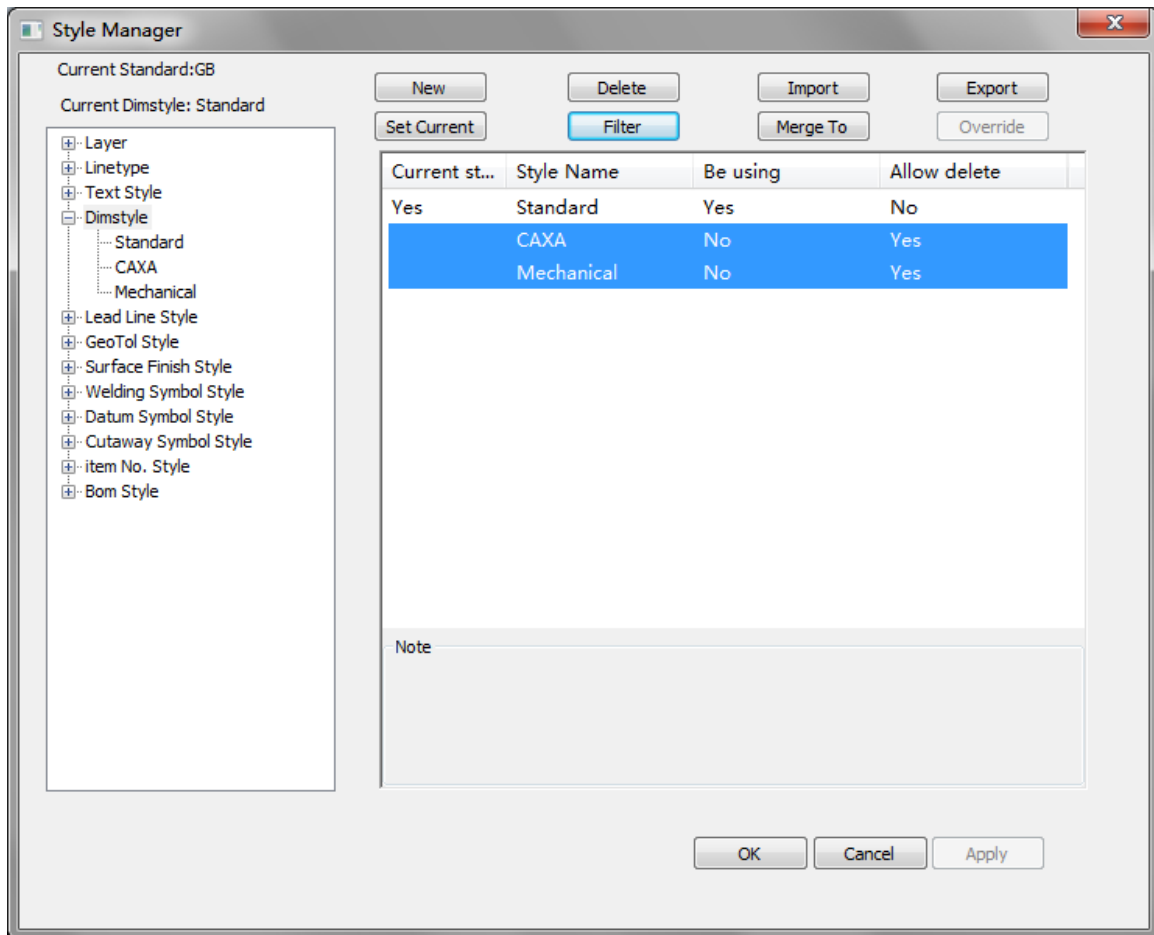 Style Manager
Current Standard:GB
Current Dimstyle: Standard
New Delete Import Export
Set Current Filter Merge To Override
Layer
Linetype
Text Style
Dimstyle
Standard
CAXA
Mechanical
Lead Line Style
GeoTol Style
Surface Finish Style
Welding Symbol Style
Datum Symbol Style
Cutaway Symbol Style
item No. Style
Bom Style
Current st... Style Name Be using Allow delete
Yes Standard Yes No
CAXA No Yes
Mechanical No Yes
Note
OK Cancel Apply